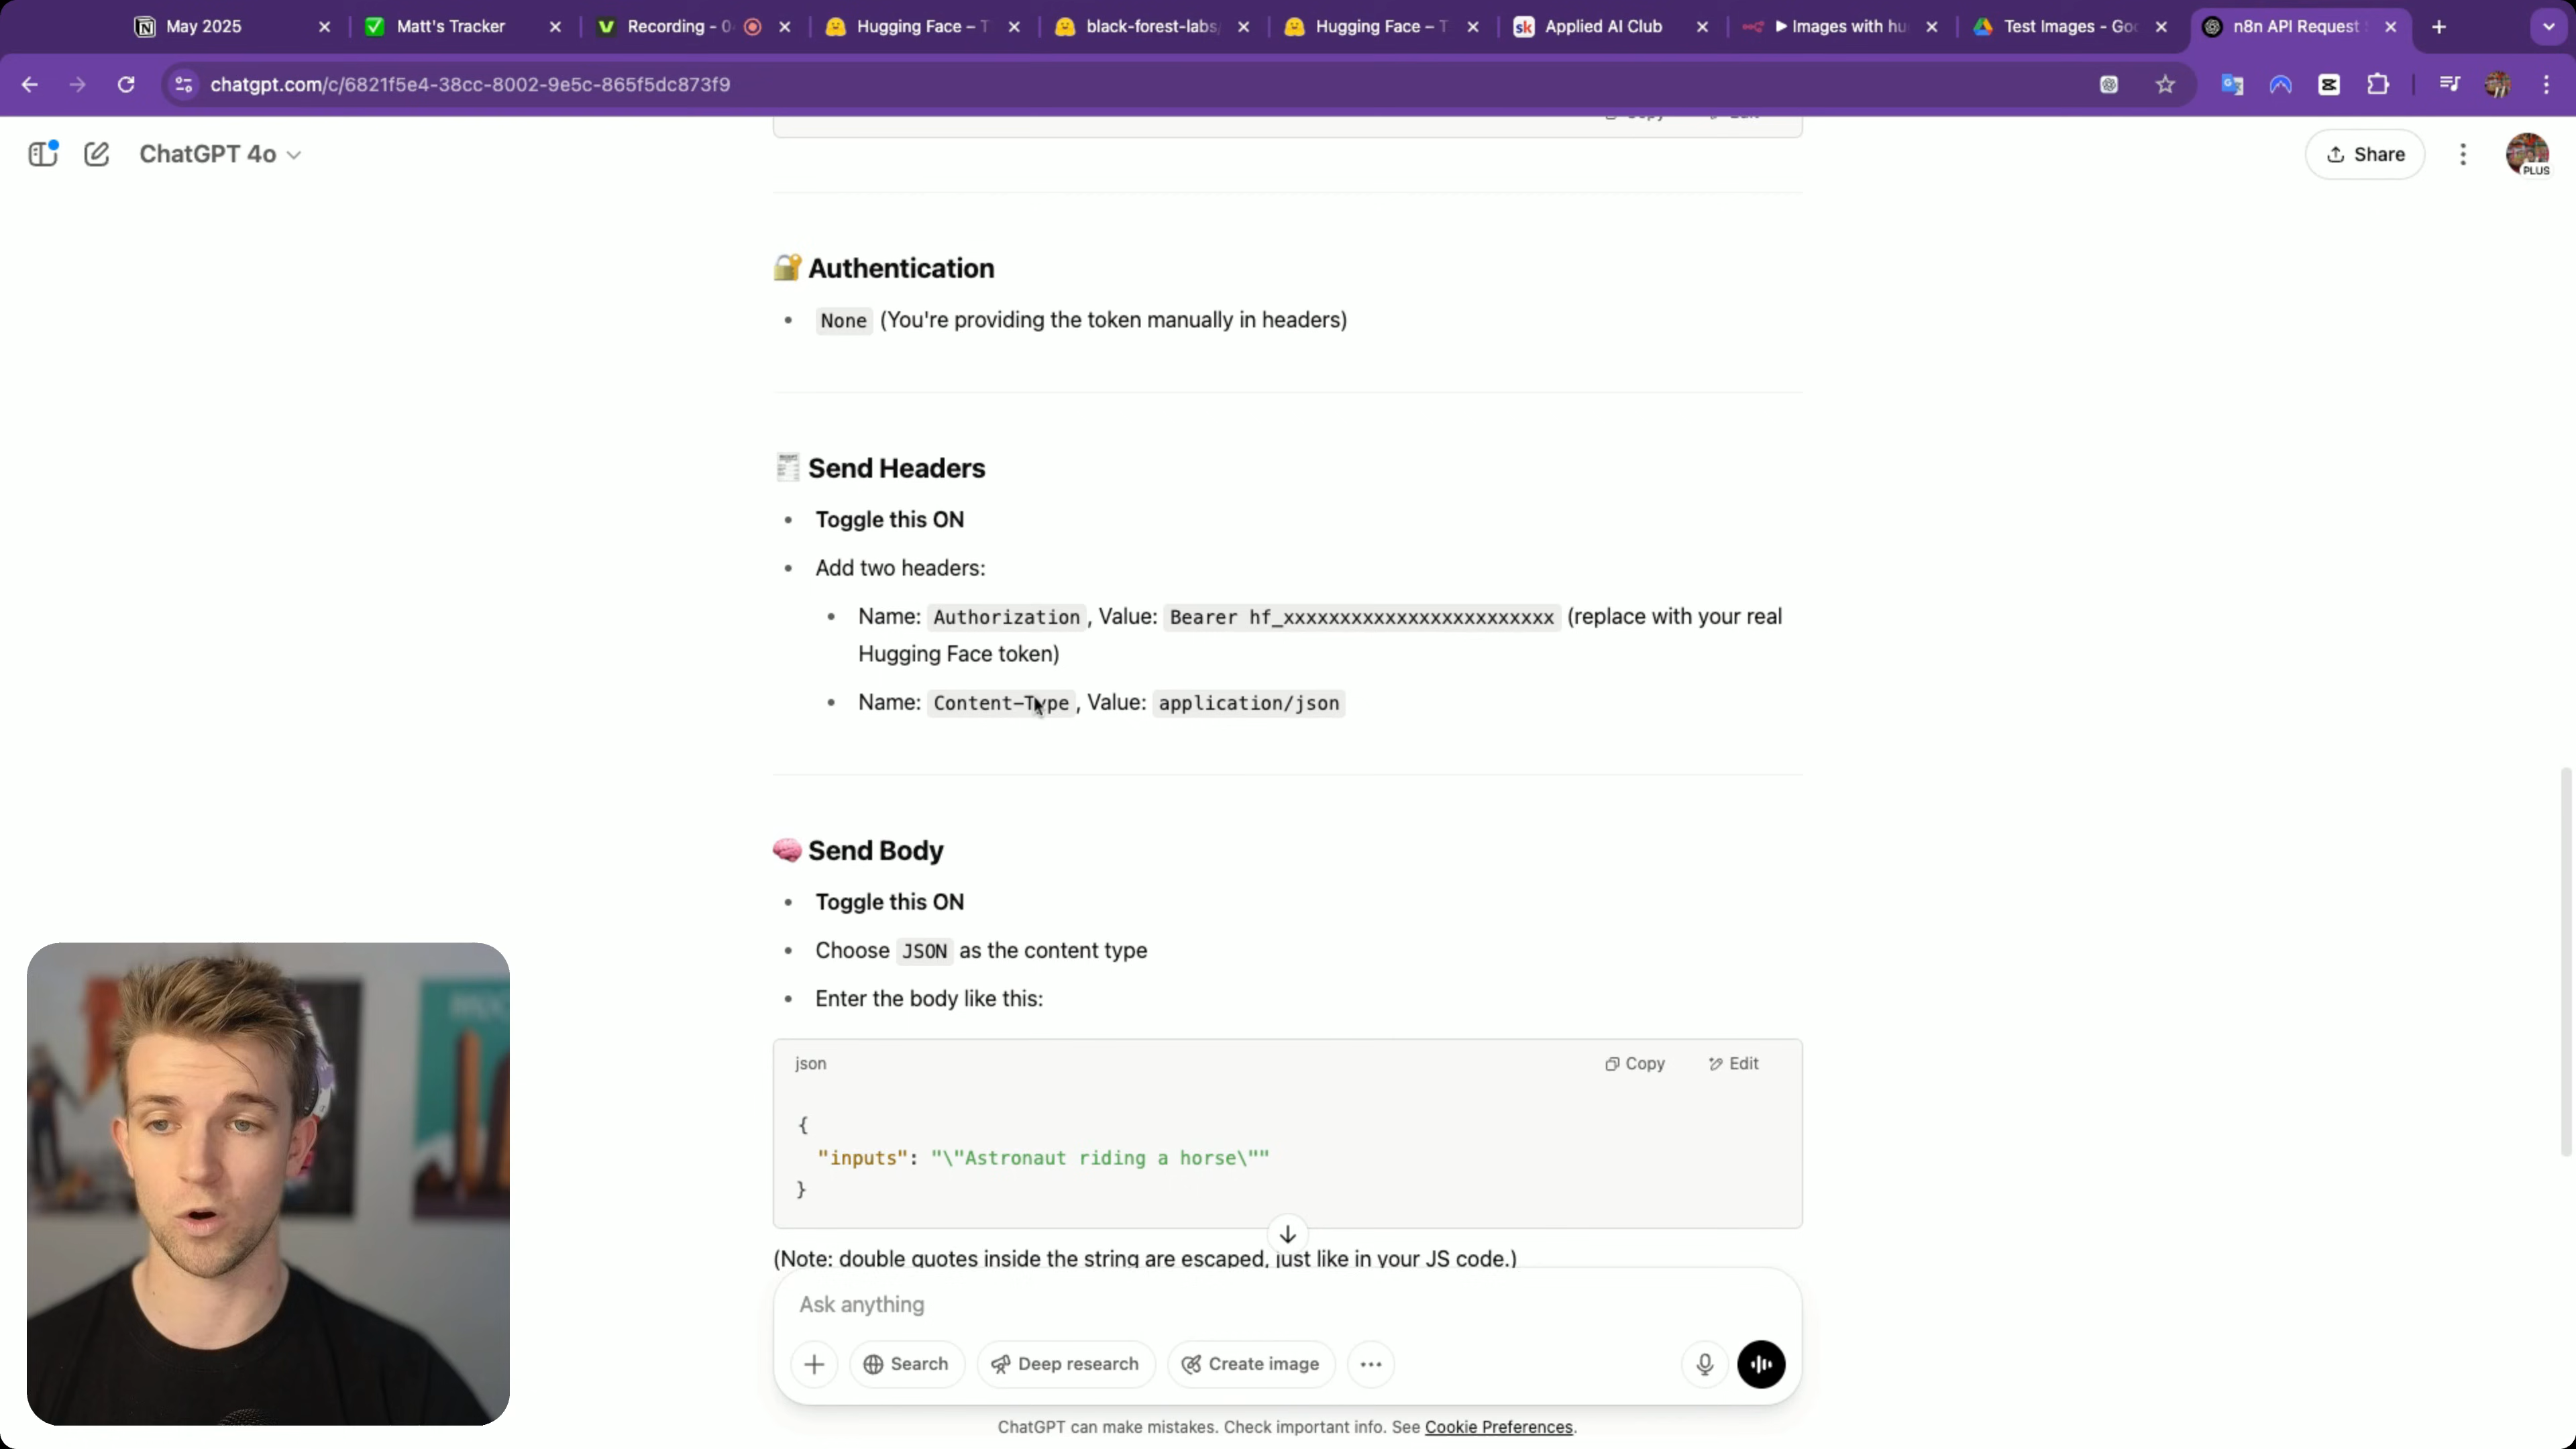 May 2025
Matt's Tracker
Recording - 0
Hugging Face – T
black-forest-labs/
Hugging Face – T
sk Applied AI Club
Images with hu
Test Images - Goo
n8n API Request
chatgpt.com/c/6821f5e4-38cc-8002-9e5c-865f5dc873f9
ChatGPT 4o
Share
PLUS
Copy Edit
Authentication
None (You're providing the token manually in headers)
Send Headers
Toggle this ON
Add two headers:
Name: Authorization, Value: Bearer hf_xxxxxxxxxxxxxxxxxxxxxxxx (replace with your real
Hugging Face token)
Name: Content-Type, Value: application/json
Send Body
Toggle this ON
Choose JSON as the content type
Enter the body like this:
json
Copy Edit
{
"inputs": "\"Astronaut riding a horse\""
}
(Note: double quotes inside the string are escaped, just like in your JS code.)
Ask anything
Search
Deep research
Create image
ChatGPT can make mistakes. Check important info. See Cookie Preferences.